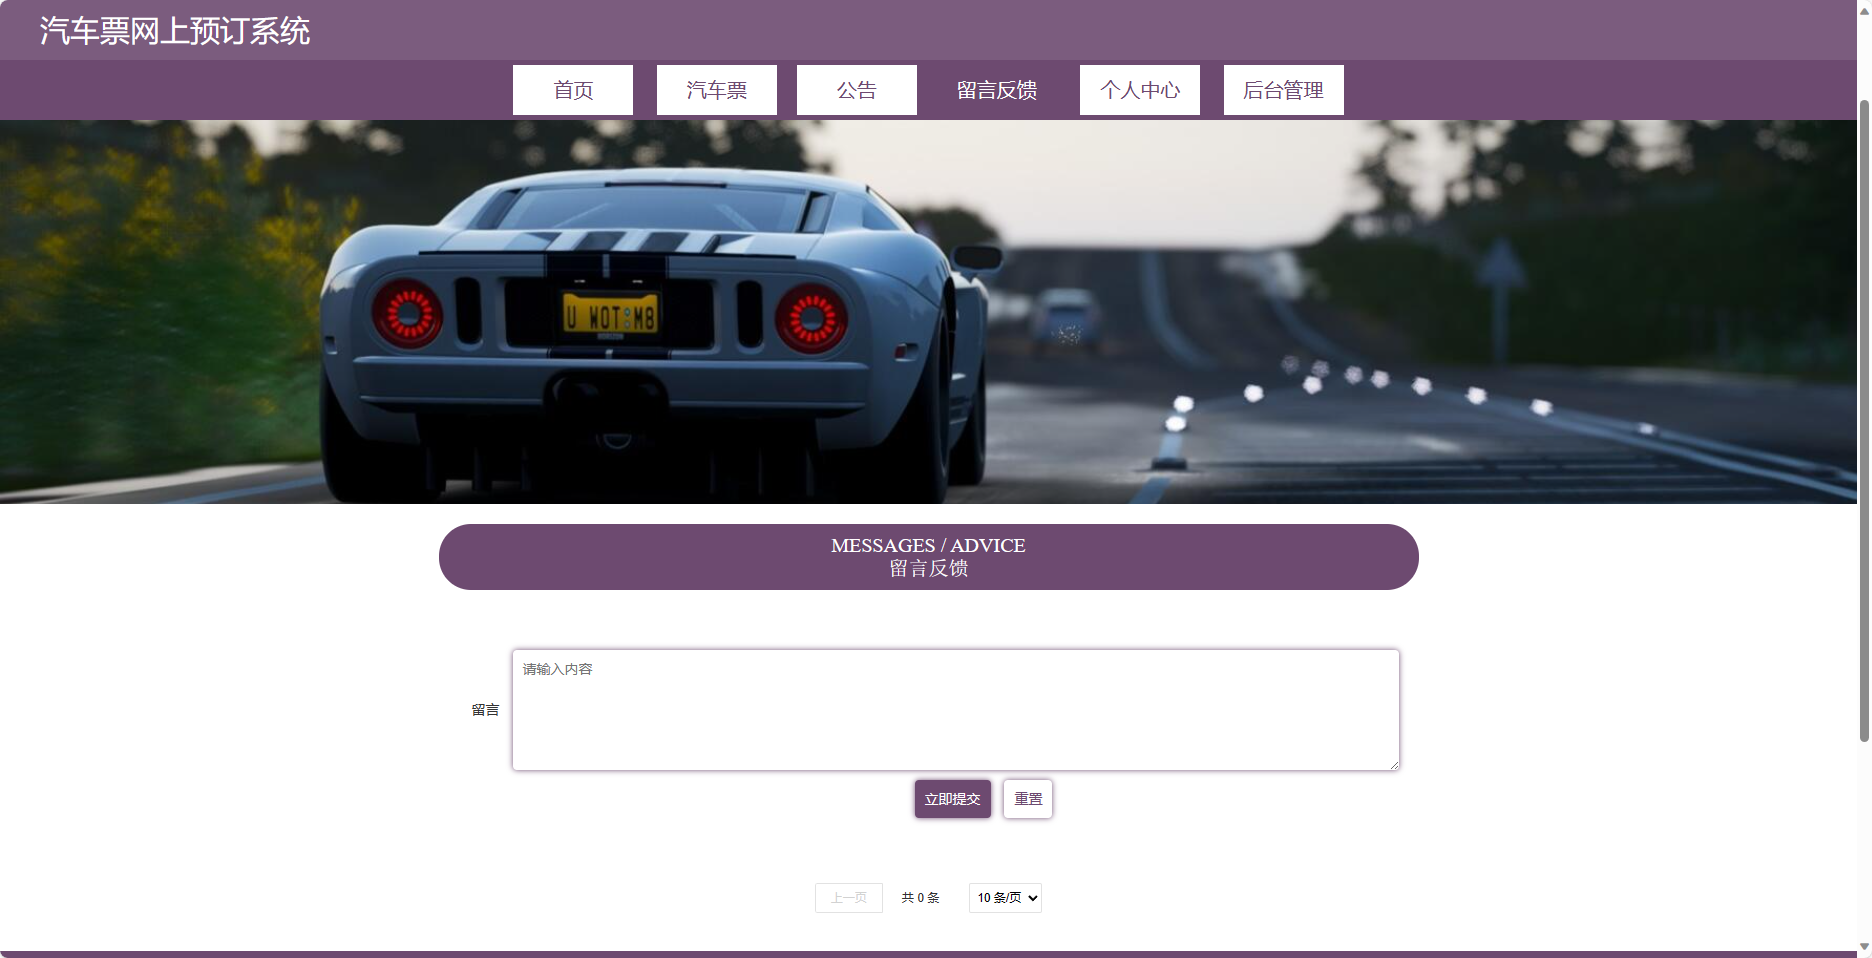 汽车票网上预订系统
首页 汽车票 公告 留言反馈 个人中心 后台管理
U WOT M8
MESSAGES / ADVICE
留言反馈
请输入内容
留言
立即提交 重置
上一页 共 0 条 10 条/页